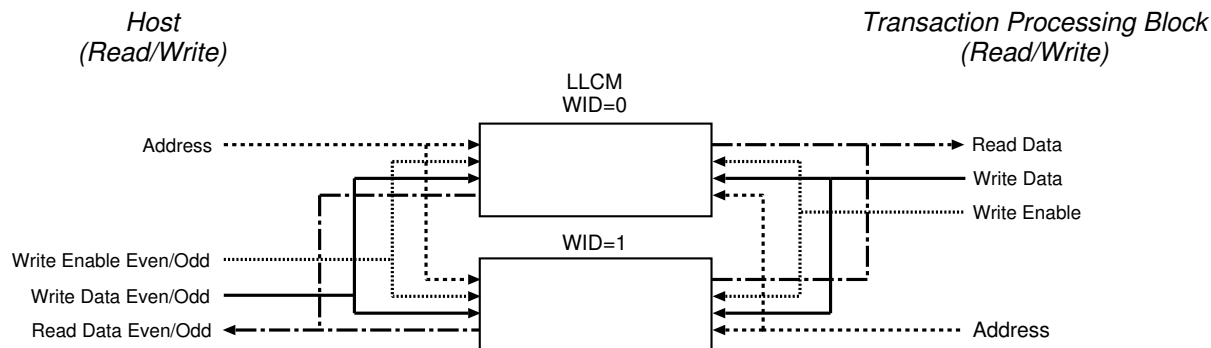 Host
(Read/Write)
Transaction Processing Block
(Read/Write)
LLCM
WID=0
Address
Read Data
Write Data
Write Enable
WID=1
Write Enable Even/Odd
Write Data Even/Odd
Read Data Even/Odd
Address